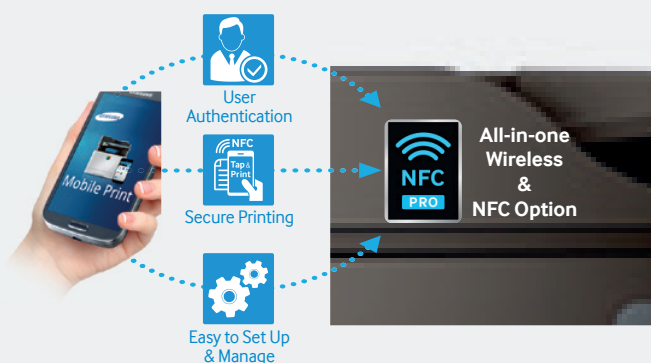 SAMSUNG
Mobile Print
User
Authentication
NFC
Tap &
Print
Secure Printing
Easy to Set Up
& Manage
NFC
PRO
All-in-one
Wireless
&
NFC Option